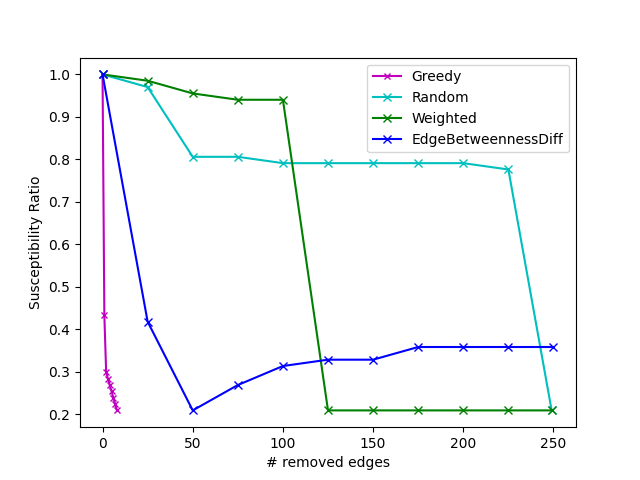 Greedy
Random
Weighted
EdgeBetweennessDiff
Susceptibility Ratio
1.0
0.9
0.8
0.7
0.6
0.5
0.4
0.3
0.2
0 50 100 150 200 250
# removed edges